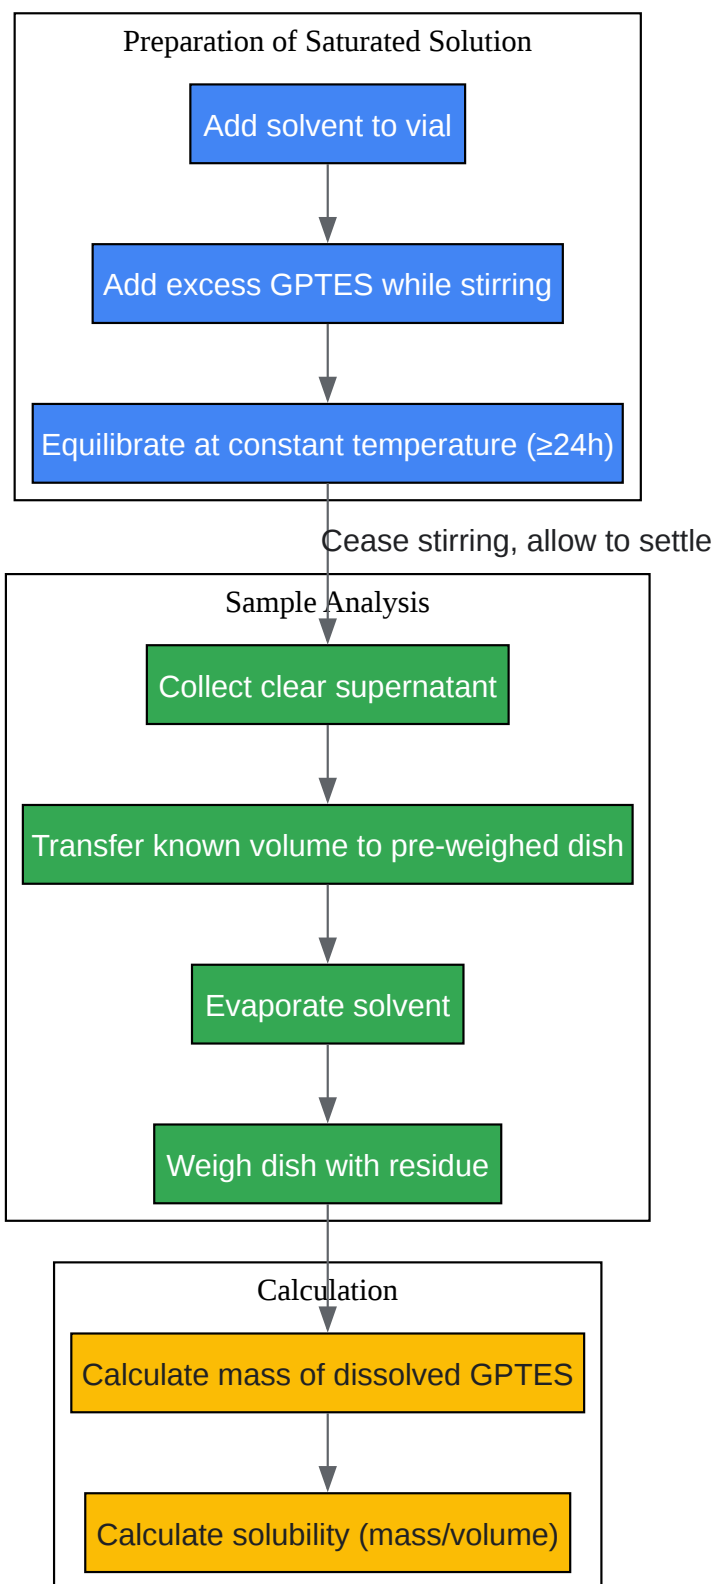 Preparation of Saturated Solution
Add solvent to vial
Add excess GPTES while stirring
Equilibrate at constant temperature (≥24h)
Cease stirring, allow to settle
Sample Analysis
Collect clear supernatant
Transfer known volume to pre-weighed dish
Evaporate solvent
Weigh dish with residue
Calculation
Calculate mass of dissolved GPTES
Calculate solubility (mass/volume)